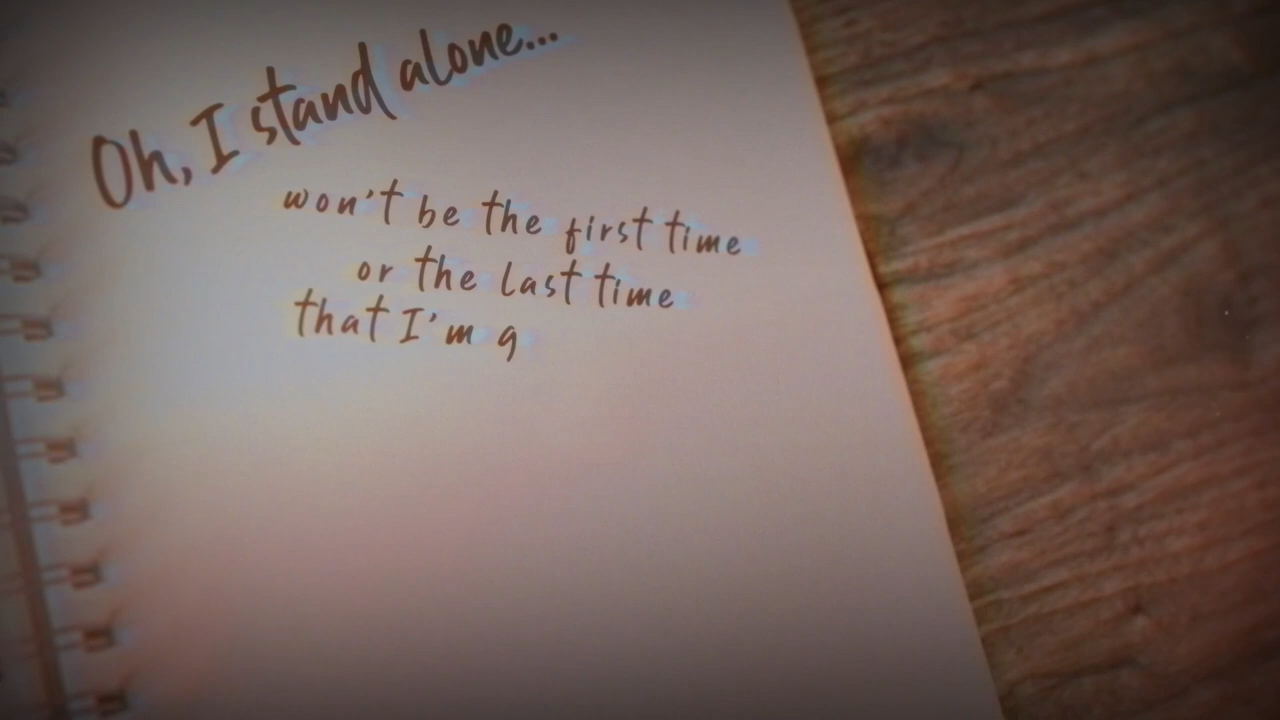 Oh, I stand alone...
won't be the first time
or the last time
that I'm g